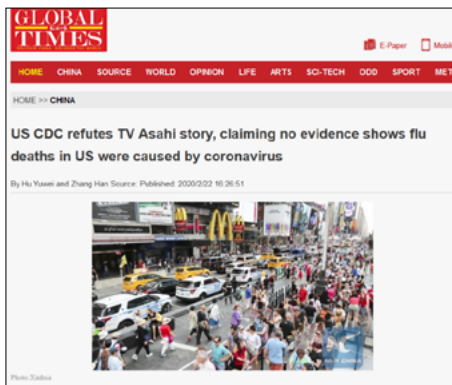 GLOBAL
TIMES
E-Paper
Mobile
HOME CHINA SOURCE WORLD OPINION LIFE ARTS SCI-TECH ODD SPORT MET
HOME >> CHINA
US CDC refutes TV Asahi story, claiming no evidence shows flu
deaths in US were caused by coronavirus
By Hu Yuwei and Zhang Han Source: Published: 2020/2/22 16:26:51
Photo: Xinhua